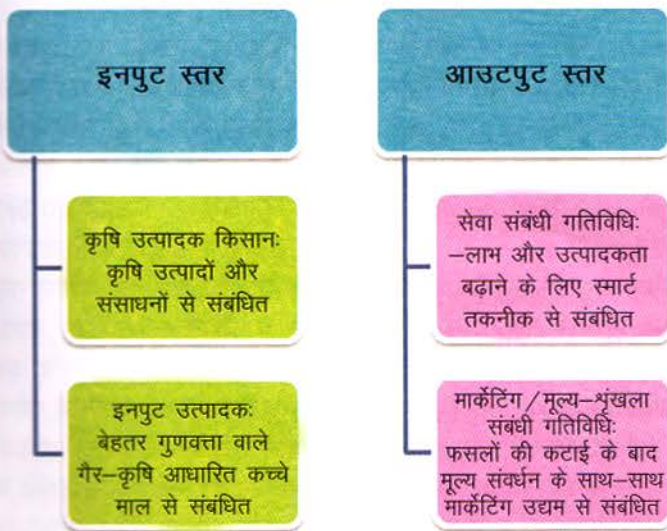 इनपुट स्तर
कृषि उत्पादक किसानः
कृषि उत्पादों और
संसाधनों से संबंधित
इनपुट उत्पादकः
बेहतर गुणवत्ता वाले
गैर–कृषि आधारित कच्चे
माल से संबंधित
आउटपुट स्तर
सेवा संबंधी गतिविधिः
–लाभ और उत्पादकता
बढ़ाने के लिए स्मार्ट
तकनीक से संबंधित
मार्केटिंग/मूल्य–शृंखला
संबंधी गतिविधिः
फसलों की कटाई के बाद
मूल्य संवर्धन के साथ–साथ
मार्केटिंग उद्यम से संबंधित